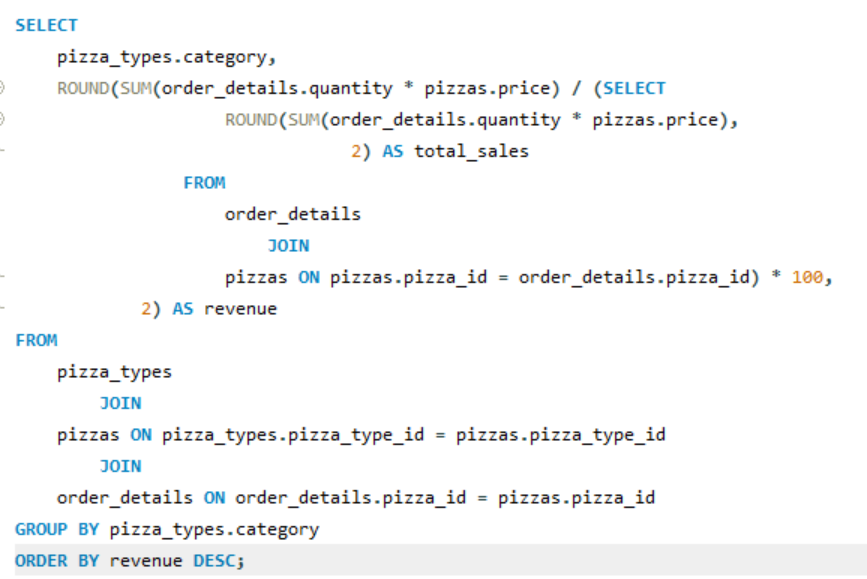 SELECT
pizza_types.category,
ROUND(SUM(order_details.quantity * pizzas.price) / (SELECT
ROUND(SUM(order_details.quantity * pizzas.price),
2) AS total_sales
FROM
order_details
JOIN
pizzas ON pizzas.pizza_id = order_details.pizza_id) * 100,
2) AS revenue
FROM
pizza_types
JOIN
pizzas ON pizza_types.pizza_type_id = pizzas.pizza_type_id
JOIN
order_details ON order_details.pizza_id = pizzas.pizza_id
GROUP BY pizza_types.category
ORDER BY revenue DESC;